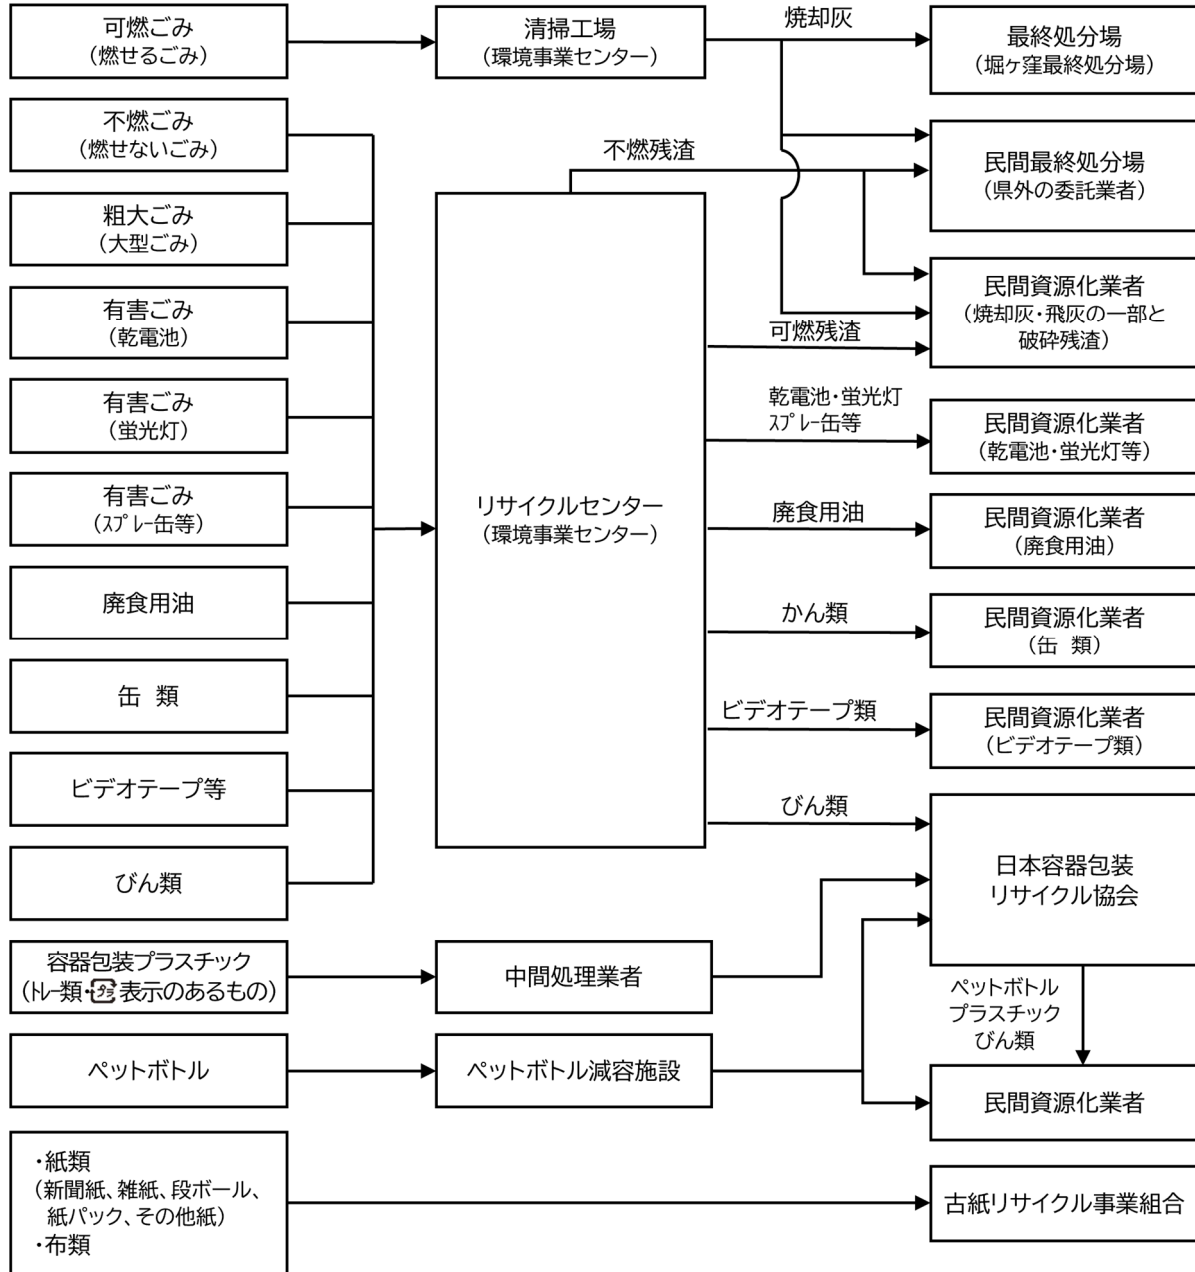 可燃ごみ
(燃せるごみ)
清掃工場
(環境事業センター)
焼却灰
最終処分場
(堀ヶ窪最終処分場)
不燃ごみ
(燃せないごみ)
不燃残渣
民間最終処分場
(県外の委託業者)
粗大ごみ
(大型ごみ)
有害ごみ
(乾電池)
可燃残渣
民間資源化業者
(焼却灰・飛灰の一部と
破砕残渣)
有害ごみ
(蛍光灯)
乾電池・蛍光灯
スプレー缶等
民間資源化業者
(乾電池・蛍光灯等)
有害ごみ
(スプレー缶等)
リサイクルセンター
(環境事業センター)
廃食用油
民間資源化業者
(廃食用油)
廃食用油
かん類
民間資源化業者
(缶 類)
缶 類
ビデオテープ類
民間資源化業者
(ビデオテープ類)
ビデオテープ等
びん類
びん類
日本容器包装
リサイクル協会
容器包装プラスチック
(トレー類・プラ表示のあるもの)
中間処理業者
ペットボトル
プラスチック
びん類
ペットボトル
ペットボトル減容施設
民間資源化業者
・紙類
(新聞紙、雑紙、段ボール、
紙パック、その他紙)
・布類
古紙リサイクル事業組合